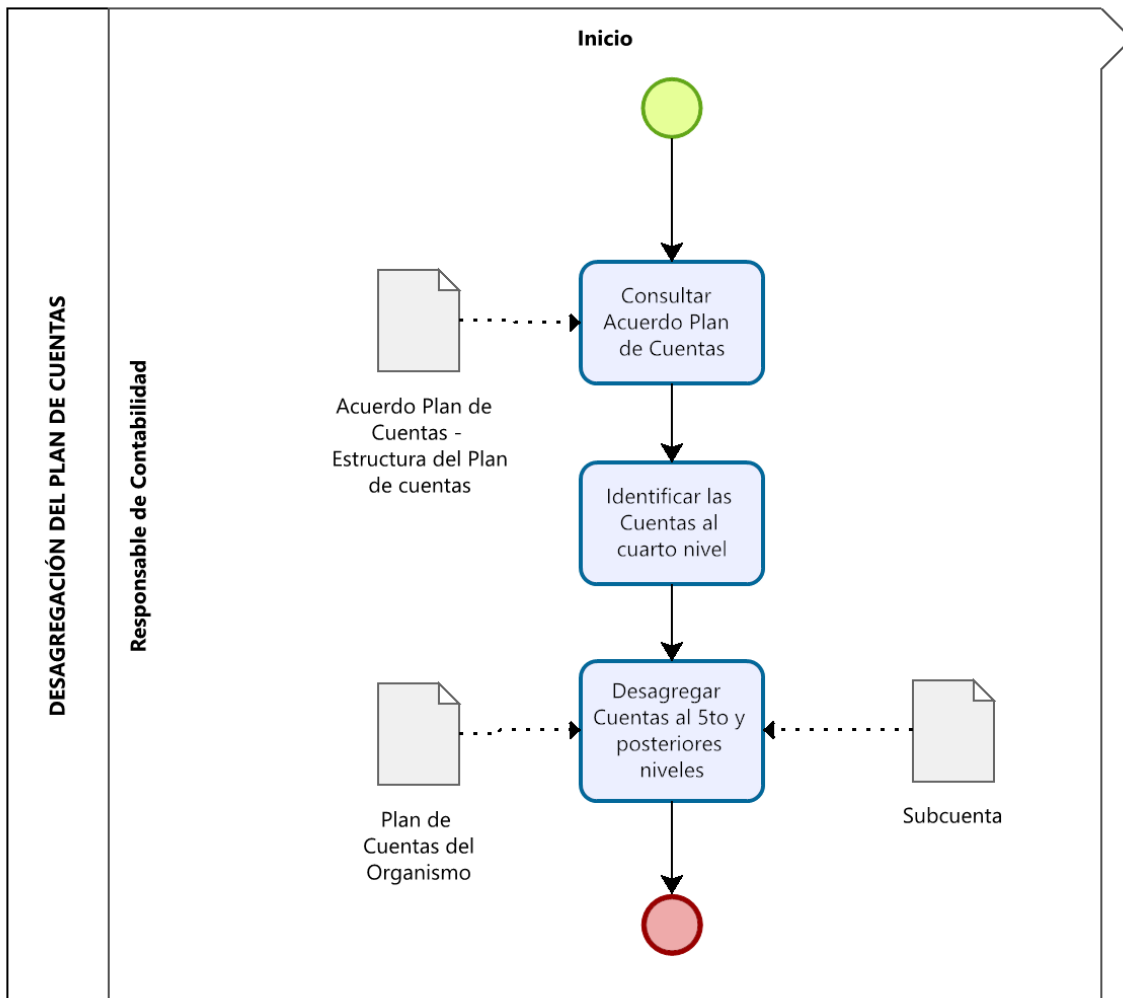 DESAGREGACIÓN DEL PLAN DE CUENTAS
Responsable de Contabilidad
Inicio
Consultar
Acuerdo Plan
de Cuentas
Acuerdo Plan de
Cuentas -
Estructura del Plan
de cuentas
Identificar las
Cuentas al
cuarto nivel
Desagregar
Cuentas al 5to y
posteriores
niveles
Plan de
Cuentas del
Organismo
Subcuenta